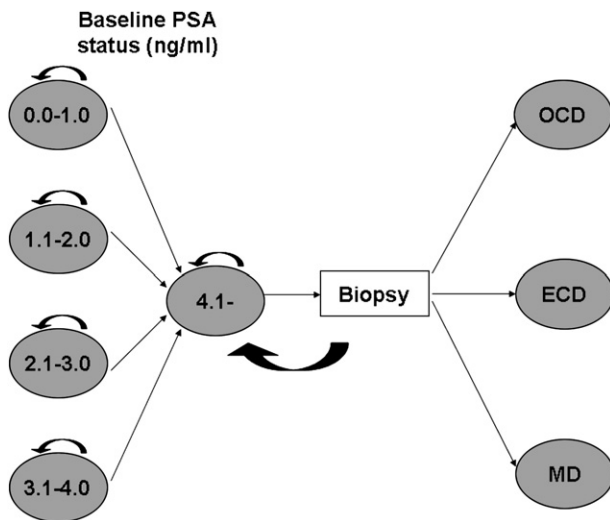 Baseline PSA
status (ng/ml)
0.0-1.0
1.1-2.0
2.1-3.0
3.1-4.0
4.1-
Biopsy
OCD
ECD
MD